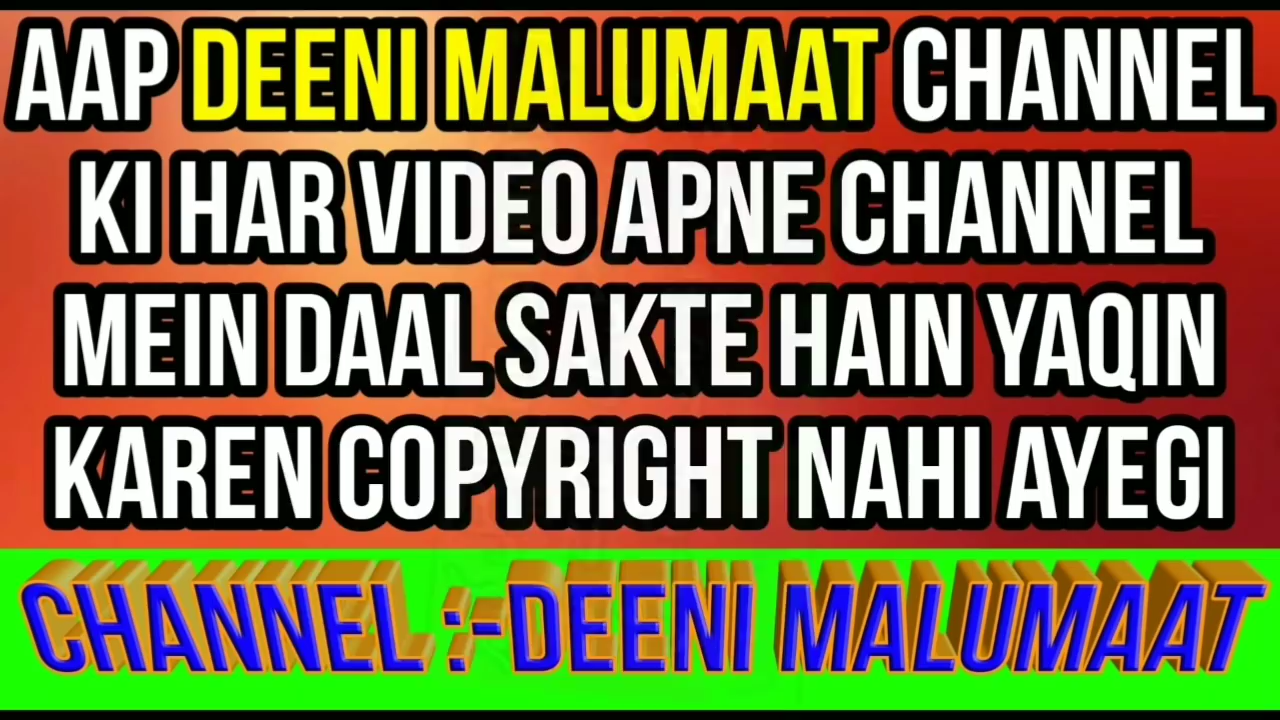 AAP DEENI MALUMAAT CHANNEL
KI HAR VIDEO APNE CHANNEL
MEIN DAAL SAKTE HAIN YAQIN
KAREN COPYRIGHT NAHI AYEGI
CHANNEL :-DEENI MALUMAAT